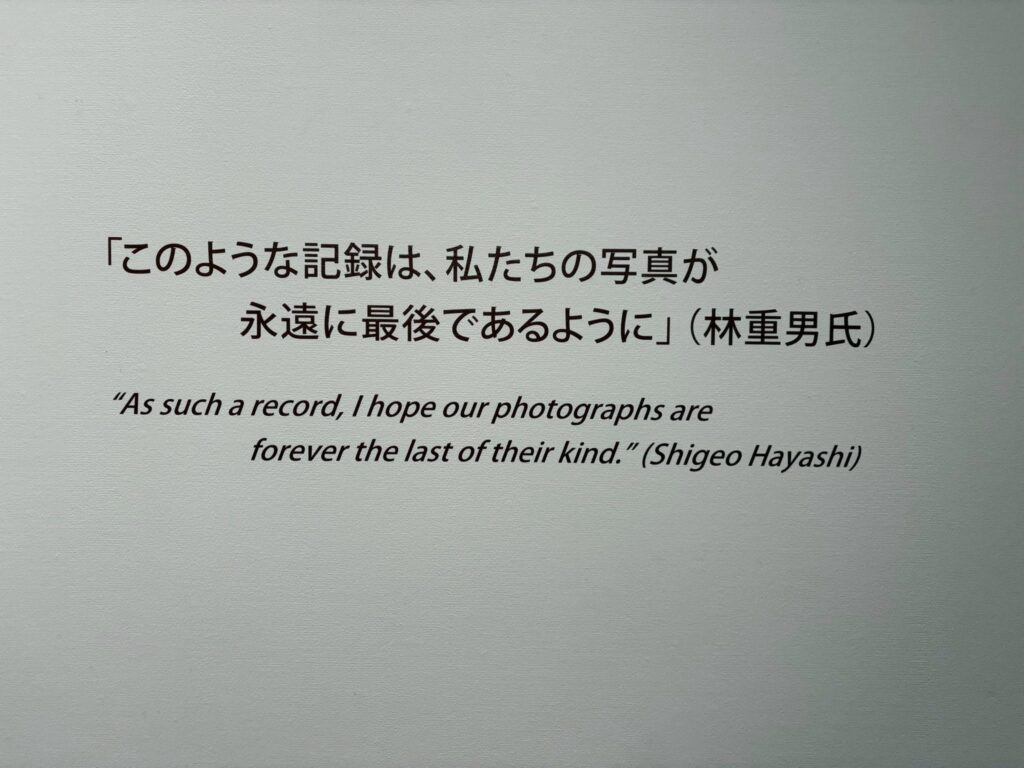 「このような記録は、私たちの写真が
永遠に最後であるように」（林重男氏）
“As such a record, I hope our photographs are
forever the last of their kind.” (Shigeo Hayashi)